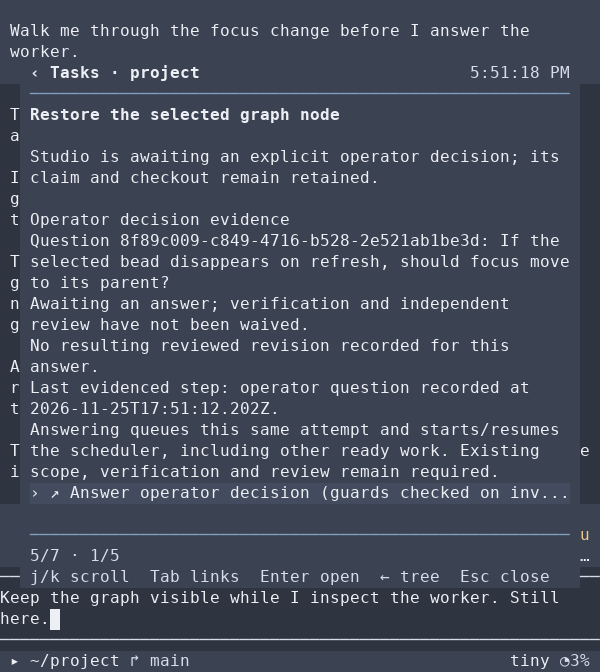 Walk me through the focus change before I answer the
worker.
‹ Tasks · project 5:51:18 PM
T
Restore the selected graph node
a
Studio is awaiting an explicit operator decision; its
I claim and checkout remain retained.
g
t Operator decision evidence
Question 8f89c009-c849-4716-b528-2e521ab1be3d: If the
T selected bead disappears on refresh, should focus move
g to its parent?
n Awaiting an answer; verification and independent
g review have not been waived.
No resulting reviewed revision recorded for this
A answer.
r Last evidenced step: operator question recorded at
t 2026-11-25T17:51:12.202Z.
Answering queues this same attempt and starts/resumes
T the scheduler, including other ready work. Existing e
i scope, verification and review remain required.
› ↗ Answer operator decision (guards checked on inv...
u
5/7 · 1/5 …
j/k scroll Tab links Enter open ← tree Esc close
Keep the graph visible while I inspect the worker. Still
here.
▸ ~/project ↱ main tiny ◔3%